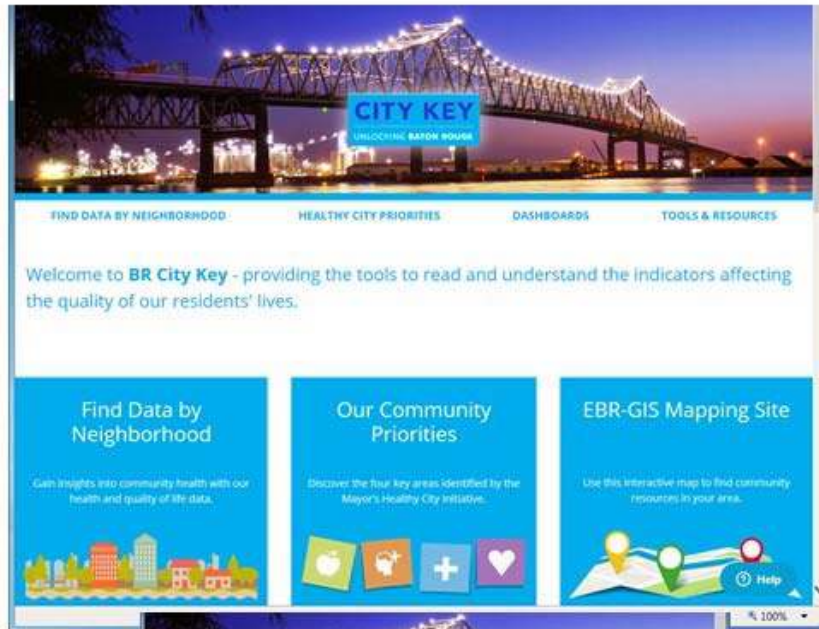 CITY KEY
UNLOCKING BATON ROUGE
FIND DATA BY NEIGHBORHOOD HEALTHY CITY PRIORITIES DASHBOARDS TOOLS & RESOURCES
Welcome to BR City Key - providing the tools to read and understand the indicators affecting
the quality of our residents' lives.
Find Data by
Neighborhood
Gain insights into community health with our
health and quality of life data.
Our Community
Priorities
Discover the four key areas identified by the
Mayor's Healthy City Initiative.
EBR-GIS Mapping Site
Use this interactive map to find community
resources in your area.
? Help
100%